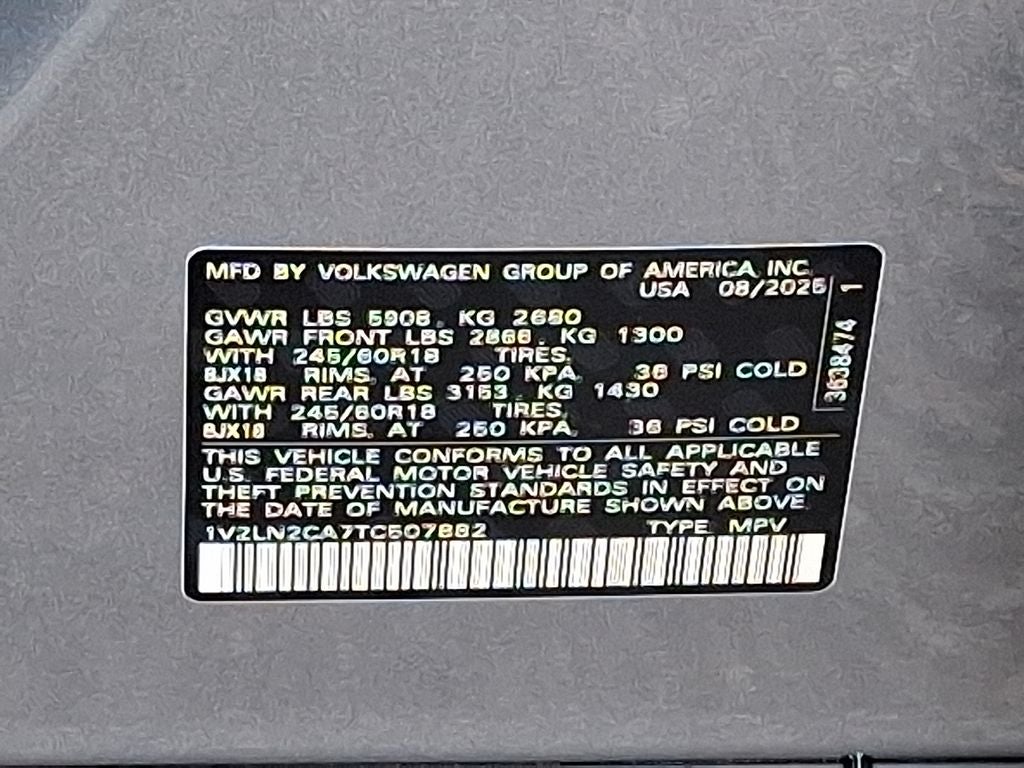 MFD BY VOLKSWAGEN GROUP OF AMERICA, INC.
USA 08/2025
GVWR LBS 5908, KG 2680
GAWR FRONT LBS 2866, KG 1300
WITH 245/60R18 TIRES,
8JX18 RIMS, AT 250 KPA, 36 PSI COLD
GAWR REAR LBS 3153, KG 1430
WITH 245/60R18 TIRES,
8JX18 RIMS, AT 250 KPA, 36 PSI COLD
3638474 1
THIS VEHICLE CONFORMS TO ALL APPLICABLE
U.S. FEDERAL MOTOR VEHICLE SAFETY AND
THEFT PREVENTION STANDARDS IN EFFECT ON
THE DATE OF MANUFACTURE SHOWN ABOVE.
1V2LN2CA7TC507882 TYPE MPV